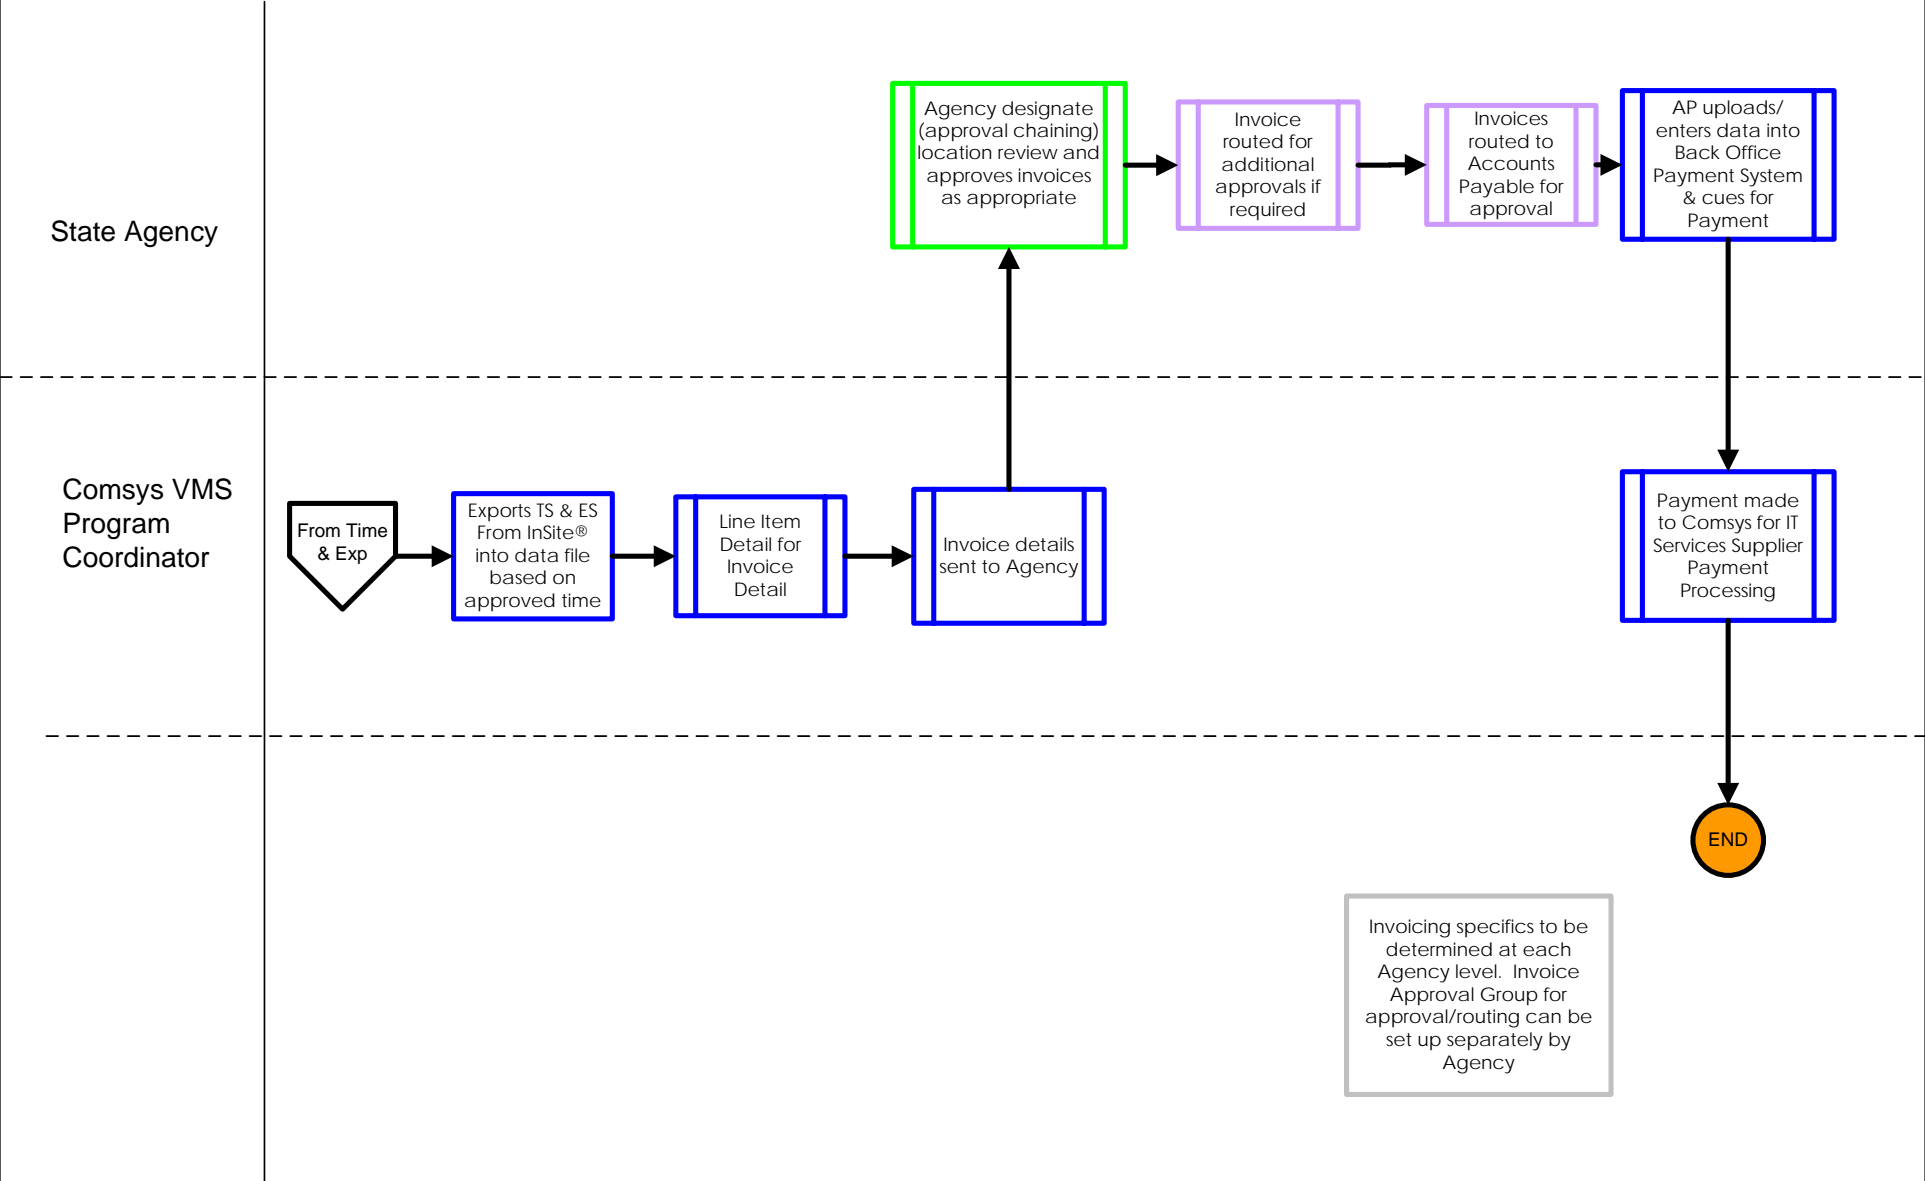 State Agency
Agency designate
(approval chaining)
location review and
approves invoices
as appropriate
Invoice
routed for
additional
approvals if
required
Invoices
routed to
Accounts
Payable for
approval
AP uploads/
enters data into
Back Office
Payment System
& cues for
Payment
Comsys VMS
Program
Coordinator
From Time
& Exp
Exports TS & ES
From InSite®
into data file
based on
approved time
Line Item
Detail for
Invoice
Detail
Invoice details
sent to Agency
Payment made
to Comsys for IT
Services Supplier
Payment
Processing
END
Invoicing specifics to be
determined at each
Agency level.  Invoice
Approval Group for
approval/routing can be
set up separately by
Agency